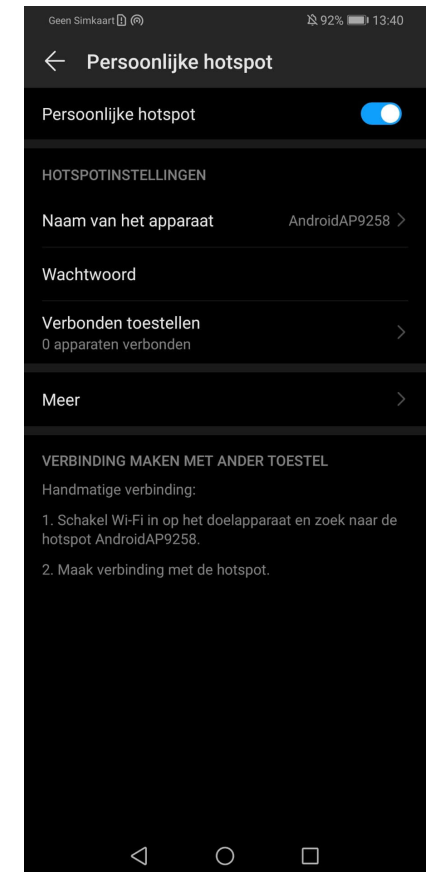 Geen Simkaart 92% 13:40
Persoonlijke hotspot
Persoonlijke hotspot
HOTSPOTINSTELLINGEN
Naam van het apparaat AndroidAP9258
Wachtwoord
Verbonden toestellen
0 apparaten verbonden
Meer
VERBINDING MAKEN MET ANDER TOESTEL
Handmatige verbinding:
1. Schakel Wi-Fi in op het doelapparaat en zoek naar de
hotspot AndroidAP9258.
2. Maak verbinding met de hotspot.